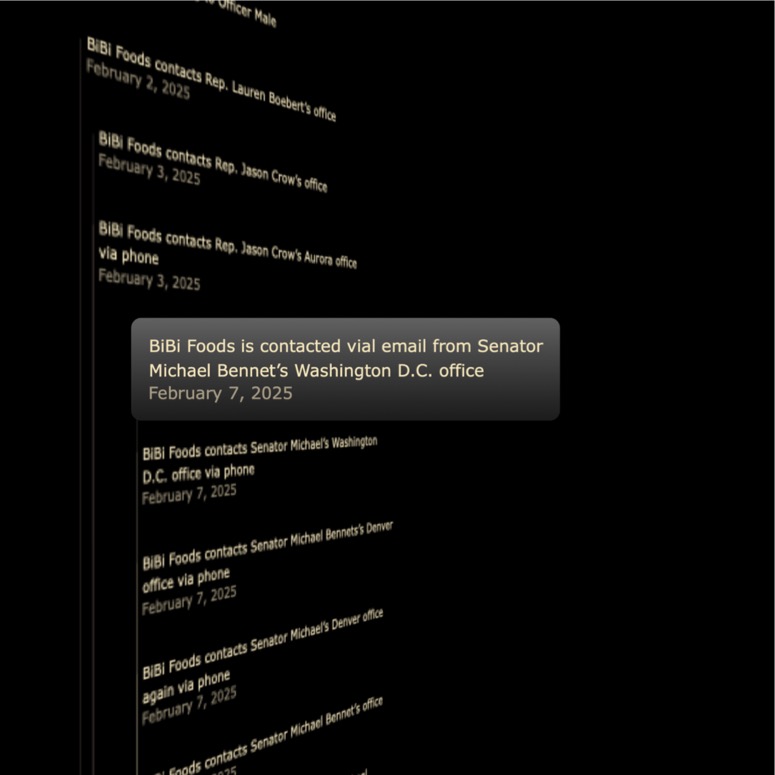 Officer Male
BiBi Foods contacts Rep. Lauren Boebert's office
February 2, 2025
BiBi Foods contacts Rep. Jason Crow's office
February 3, 2025
BiBi Foods contacts Rep. Jason Crow's Aurora office
via phone
February 3, 2025
BiBi Foods is contacted vial email from Senator
Michael Bennet’s Washington D.C. office
February 7, 2025
BiBi Foods contacts Senator Michael's Washington
D.C. office via phone
February 7, 2025
BiBi Foods contacts Senator Michael Bennets's Denver
office via phone
February 7, 2025
BiBi Foods contacts Senator Michael's Denver office
again via phone
February 7, 2025
Foods contacts Senator Michael Bennet's office